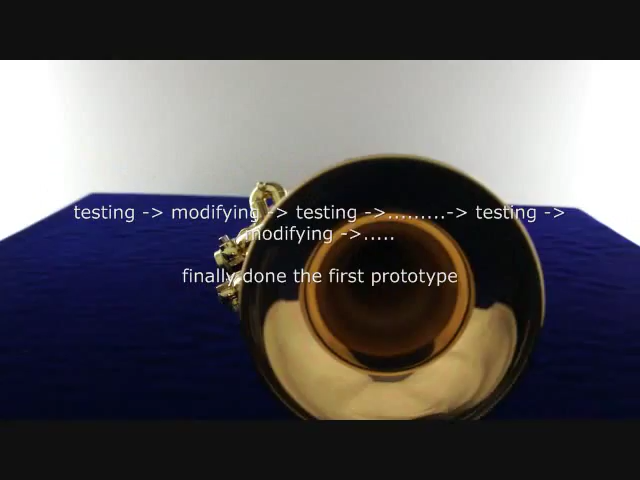 testing -> modifying -> testing ->.........-> testing ->
modifying ->.....
finally done the first prototype